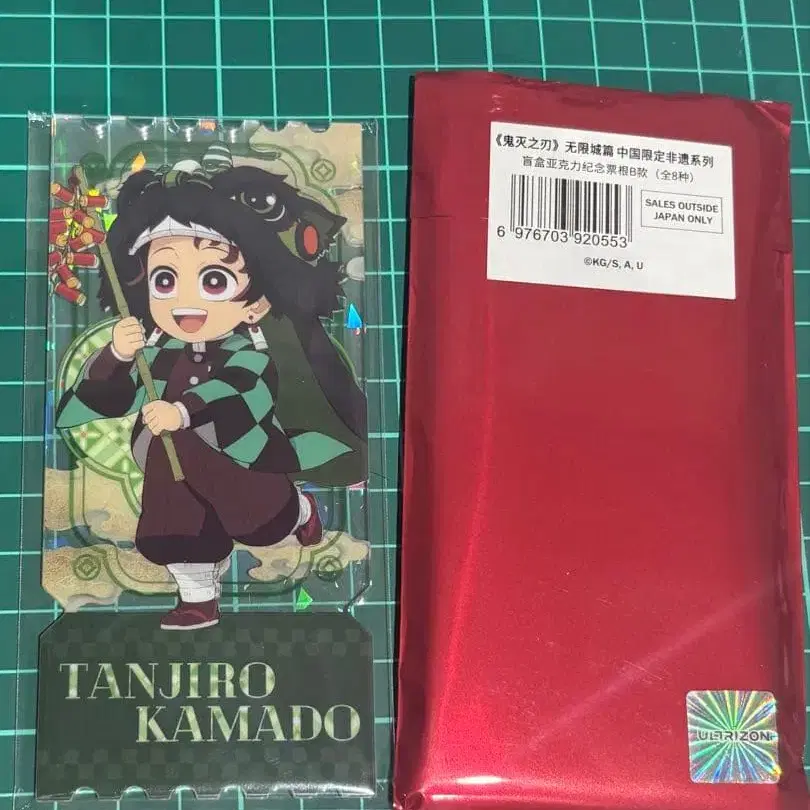 TANJIRO
KAMADO
《鬼灭之刃》无限城篇 中国限定非遗系列
盲盒亚克力纪念票根B款（全8种）
6 976703 920553
SALES OUTSIDE
JAPAN ONLY
©KG/S, A, U
ULTRIZON